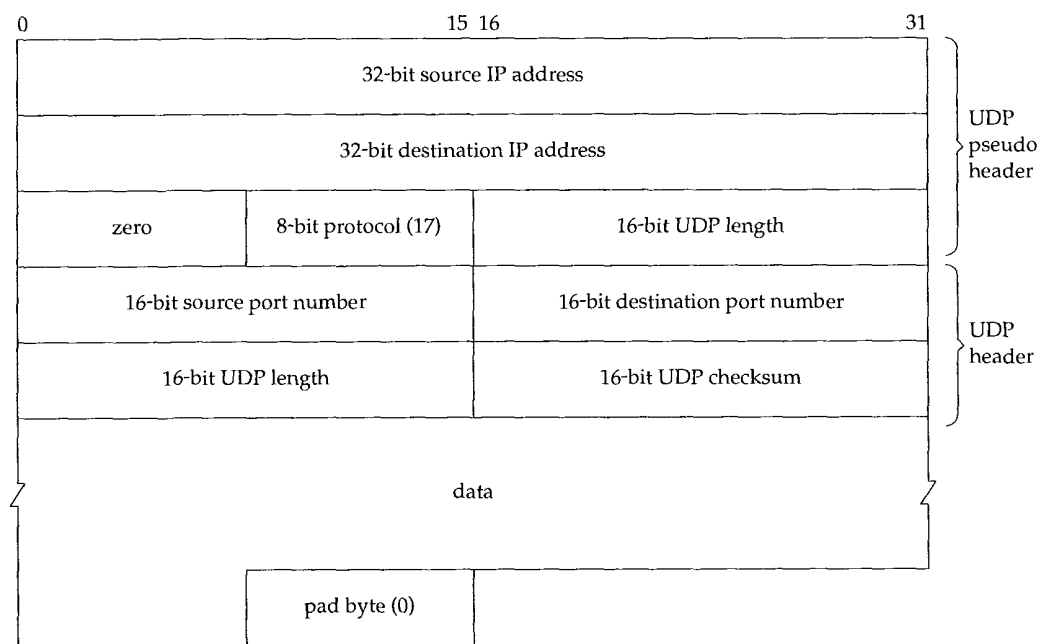 0 15 16 31
32-bit source IP address
32-bit destination IP address
UDP
pseudo
header
zero 8-bit protocol (17) 16-bit UDP length
16-bit source port number 16-bit destination port number
UDP
header
16-bit UDP length 16-bit UDP checksum
data
pad byte (0)